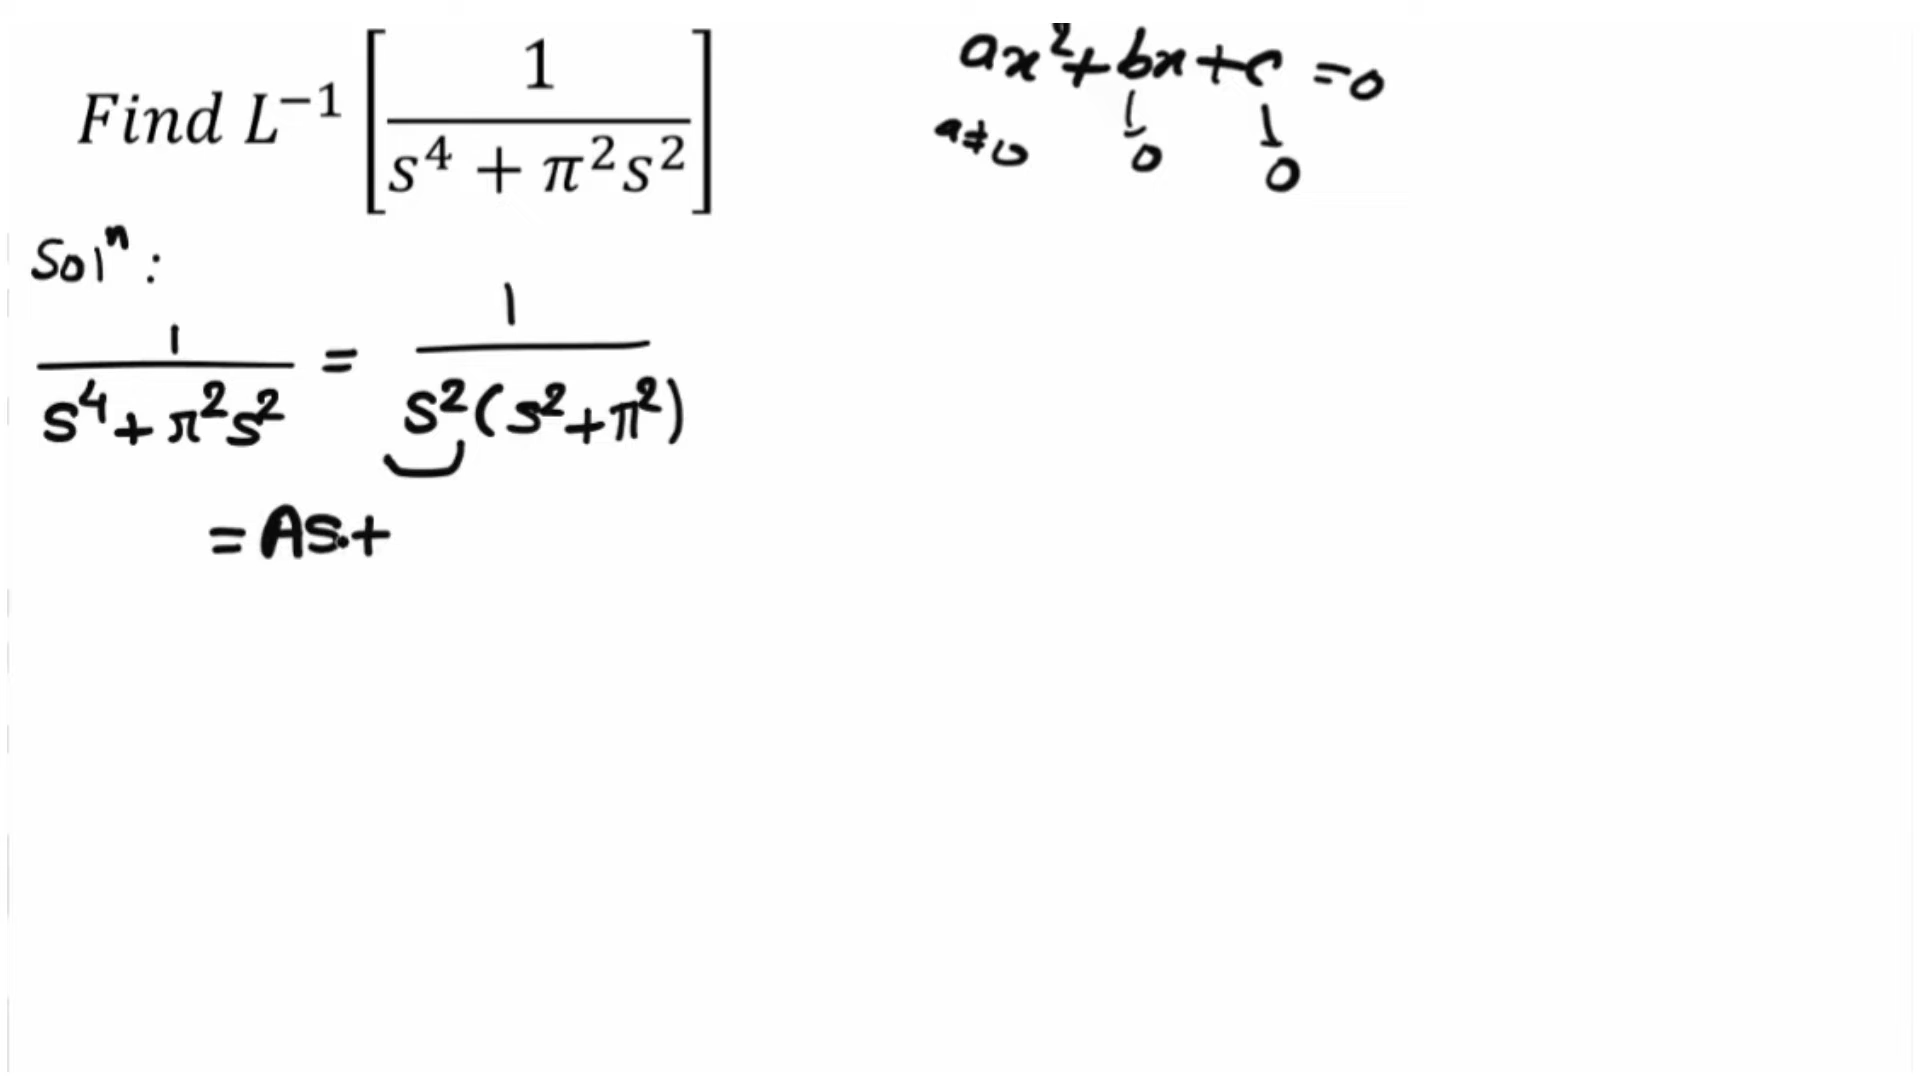 Find L⁻¹ [1 / (s⁴ + π²s²)]
ax² + bx + c = 0
a ≠ 0  0  0
Solⁿ :
1 / (s⁴ + π²s²) = 1 / (s² (s² + π²))
= As +